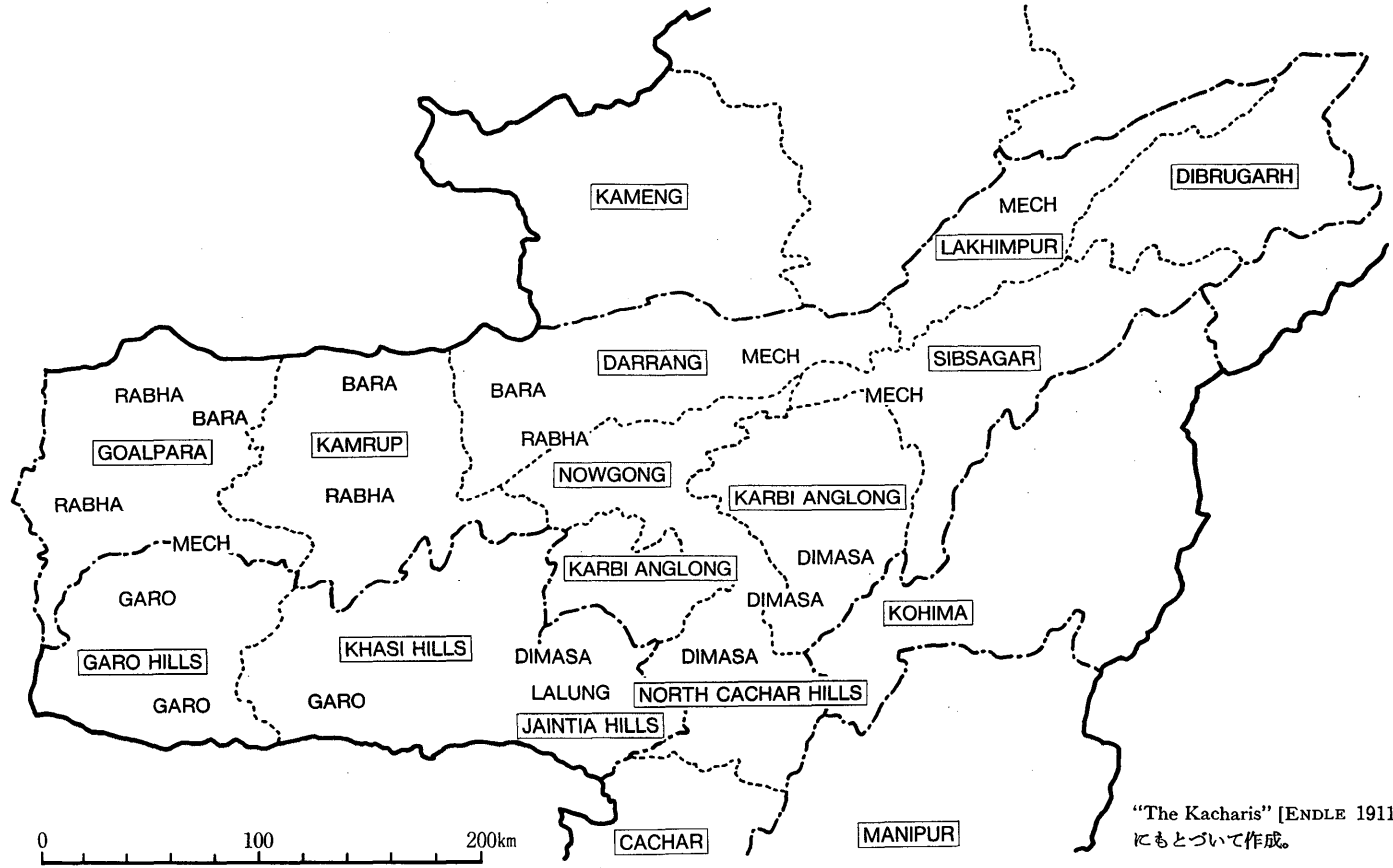 KAMENG
DIBRUGARH
MECH
LAKHIMPUR
DARRANG
MECH
SIBSAGAR
RABHA
BARA
BARA
BARA
MECH
GOALPARA
KAMRUP
RABHA
NOWGONG
RABHA
RABHA
KARBI ANGLONG
MECH
KARBI ANGLONG
DIMASA
GARO
DIMASA
KOHIMA
GARO HILLS
KHASI HILLS
DIMASA
DIMASA
GARO
GARO
LALUNG
NORTH CACHAR HILLS
JAINTIA HILLS
CACHAR
MANIPUR
0 100 200km
“The Kacharis” [ENDLE 1911
にもとづいて作成。